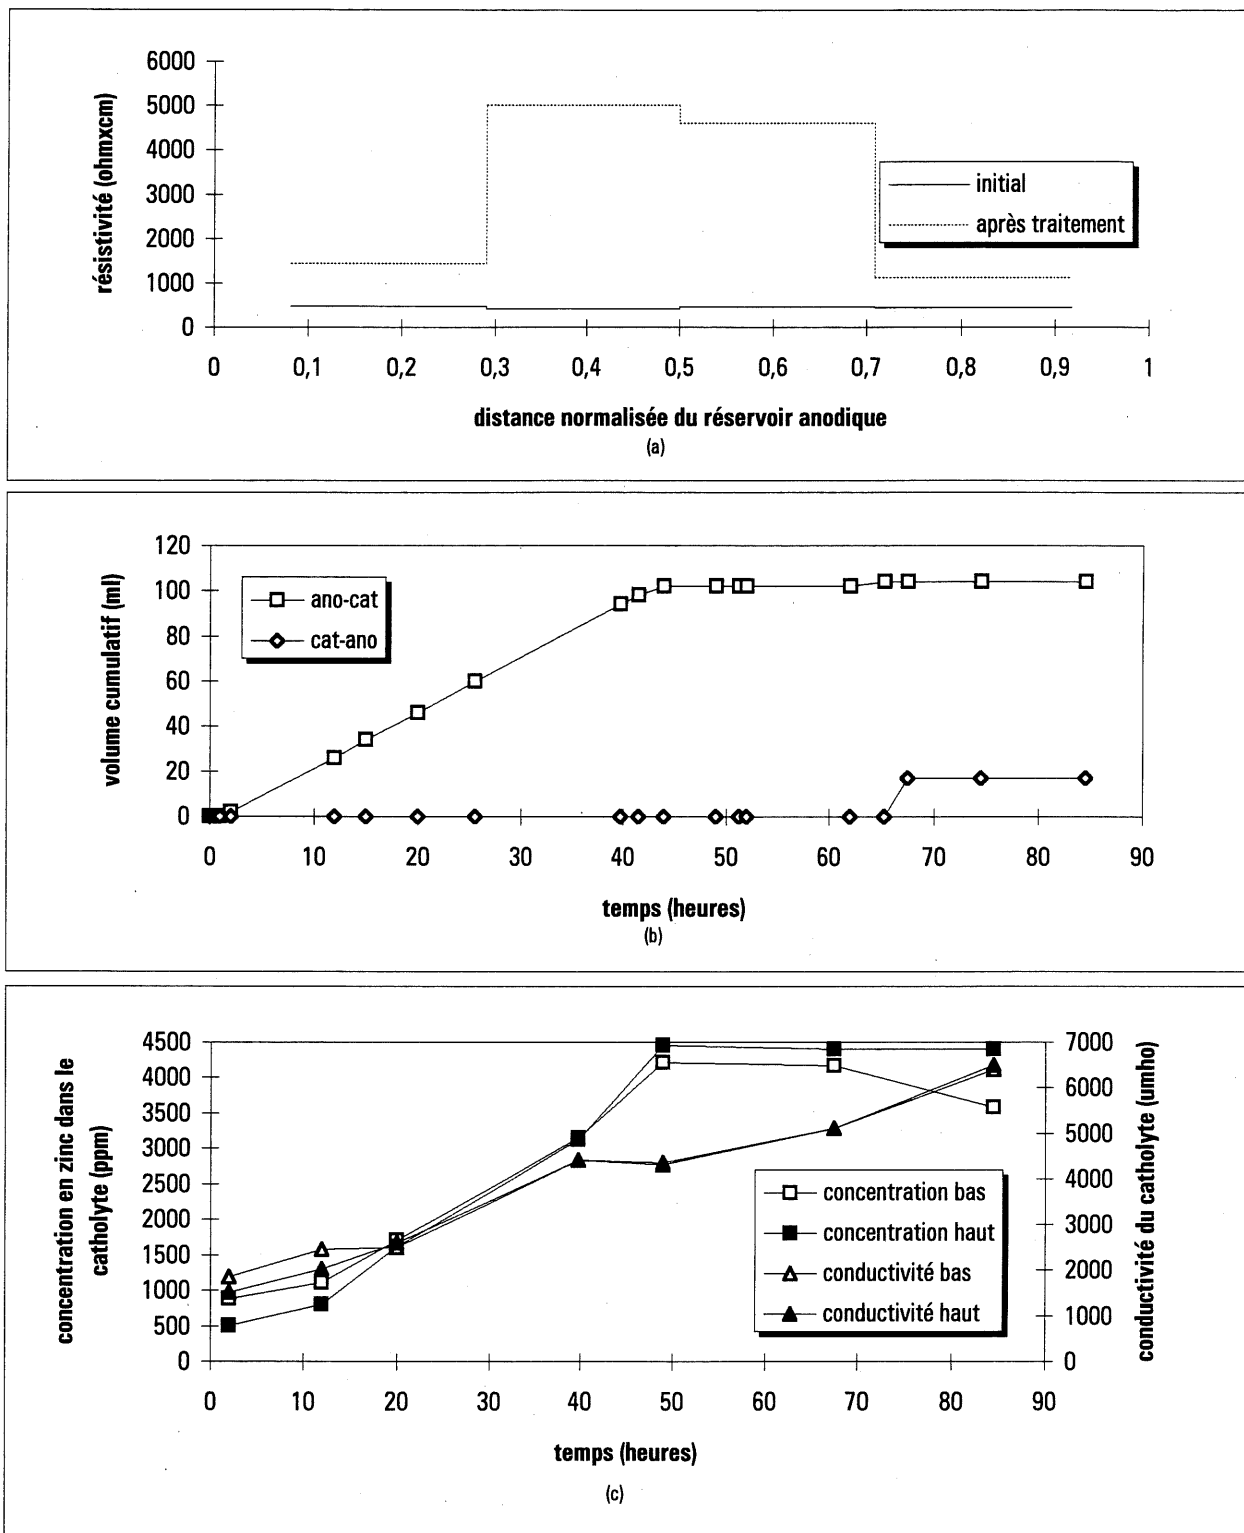 résistivité (ohmxcm)
6000
5000
4000
3000
2000
1000
0
initial
après traitement
0 0,1 0,2 0,3 0,4 0,5 0,6 0,7 0,8 0,9 1
distance normalisée du réservoir anodique
(a)
volume cumulatif (ml)
120
100
80
60
40
20
0
ano-cat
cat-ano
0 10 20 30 40 50 60 70 80 90
temps (heures)
(b)
concentration en zinc dans le
catholyte (ppm)
4500
4000
3500
3000
2500
2000
1500
1000
500
0
concentration bas
concentration haut
conductivité bas
conductivité haut
7000
6000
5000
4000
3000
2000
1000
0
conductivité du catholyte (umho)
0 10 20 30 40 50 60 70 80 90
temps (heures)
(c)